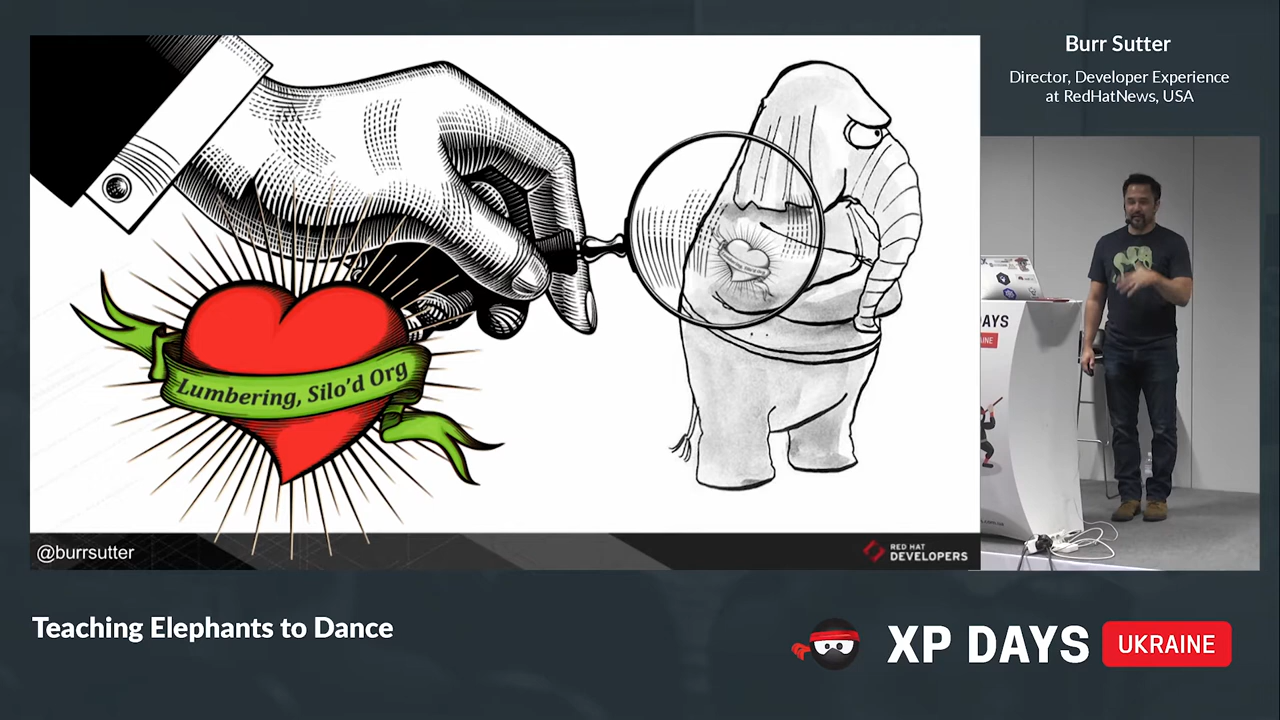 Burr Sutter
Director, Developer Experience
at RedHatNews, USA
Lumbering, Silo'd Org
DAYS
@burrsutter
RED HAT
DEVELOPERS
Teaching Elephants to Dance
XP DAYS
UKRAINE